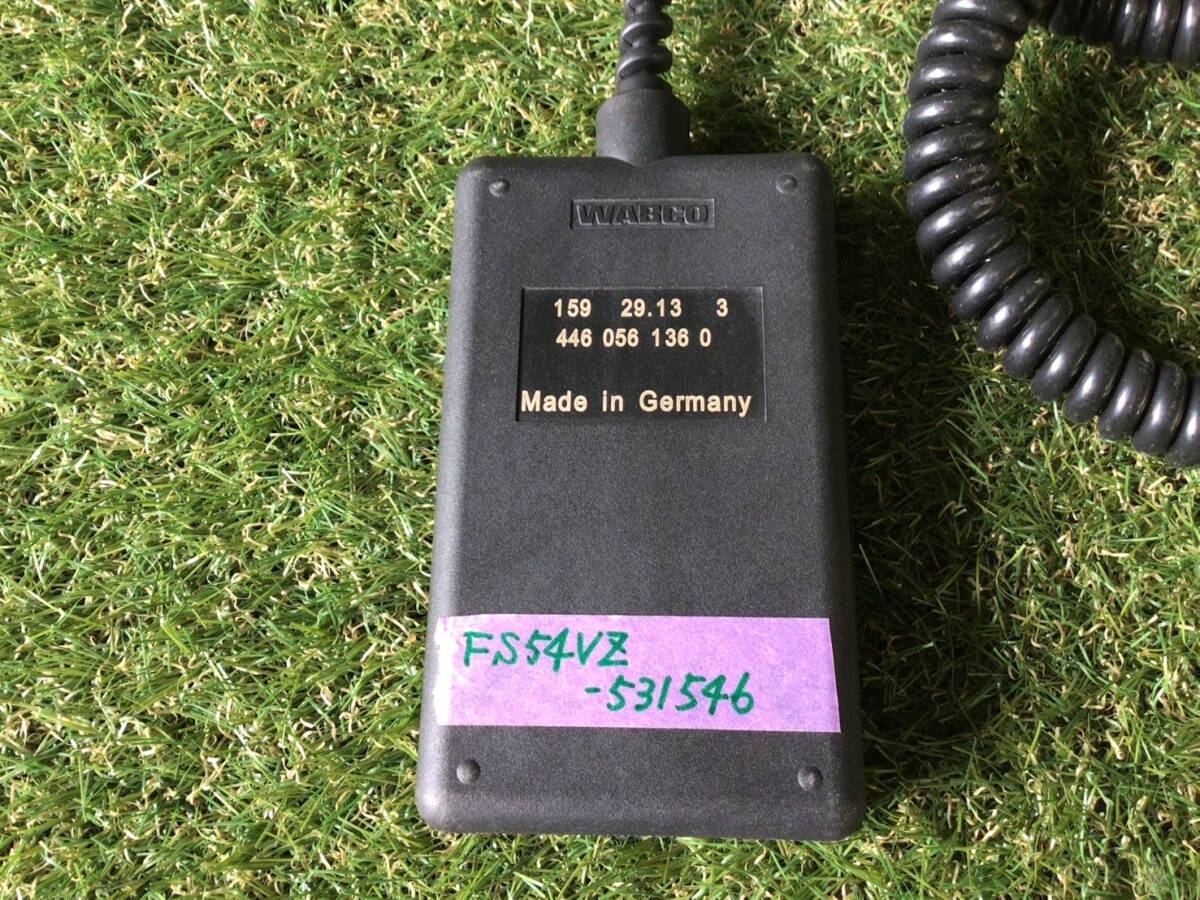 WABCO
159 29.13 3
446 056 136 0
Made in Germany
FS54VZ
-531546